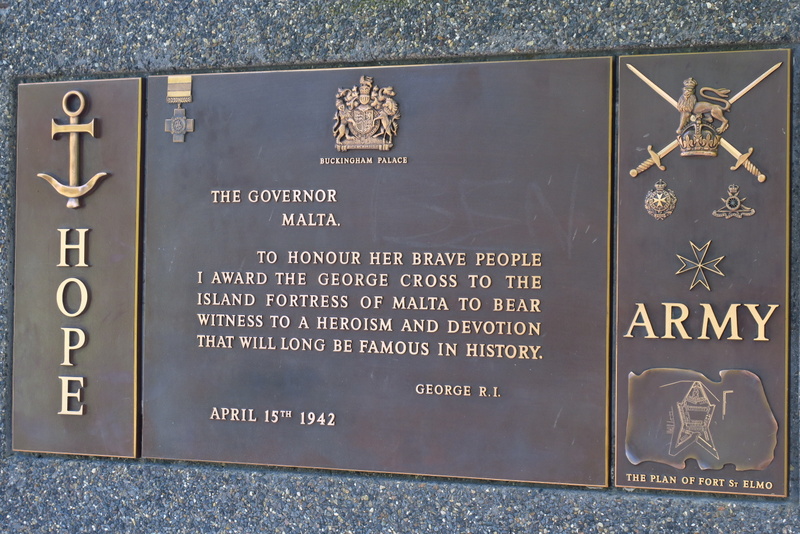 HOPE
BUCKINGHAM PALACE
THE GOVERNOR
MALTA.
TO HONOUR HER BRAVE PEOPLE
I AWARD THE GEORGE CROSS TO THE
ISLAND FORTRESS OF MALTA TO BEAR
WITNESS TO A HEROISM AND DEVOTION
THAT WILL LONG BE FAMOUS IN HISTORY.
GEORGE R.I.
APRIL 15TH 1942
ARMY
THE PLAN OF FORT ST ELMO